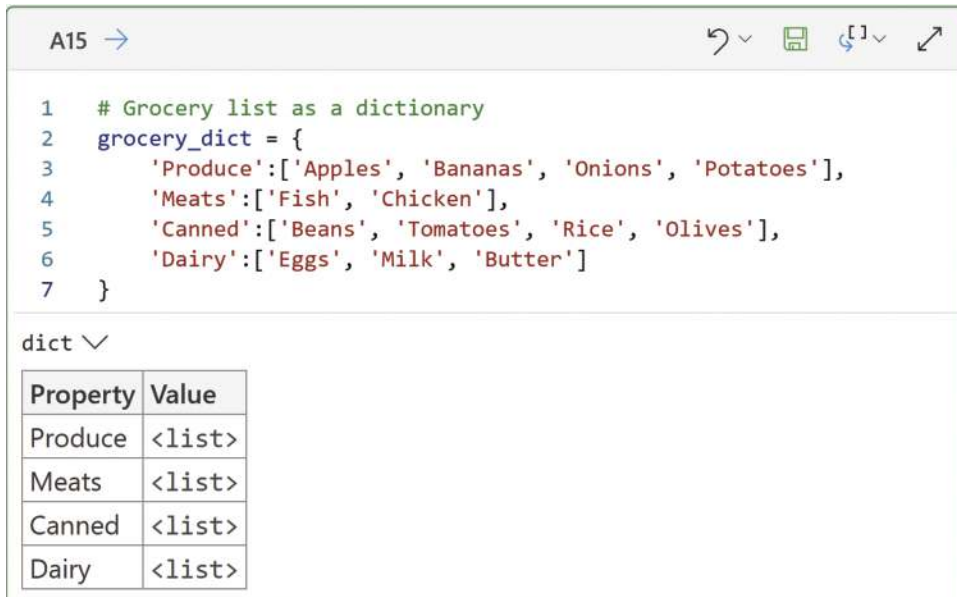 A15
1 # Grocery list as a dictionary
2 grocery_dict = {
3 'Produce':['Apples', 'Bananas', 'Onions', 'Potatoes'],
4 'Meats':['Fish', 'Chicken'],
5 'Canned':['Beans', 'Tomatoes', 'Rice', 'Olives'],
6 'Dairy':['Eggs', 'Milk', 'Butter']
7 }
dict
Property Value
Produce <list>
Meats <list>
Canned <list>
Dairy <list>